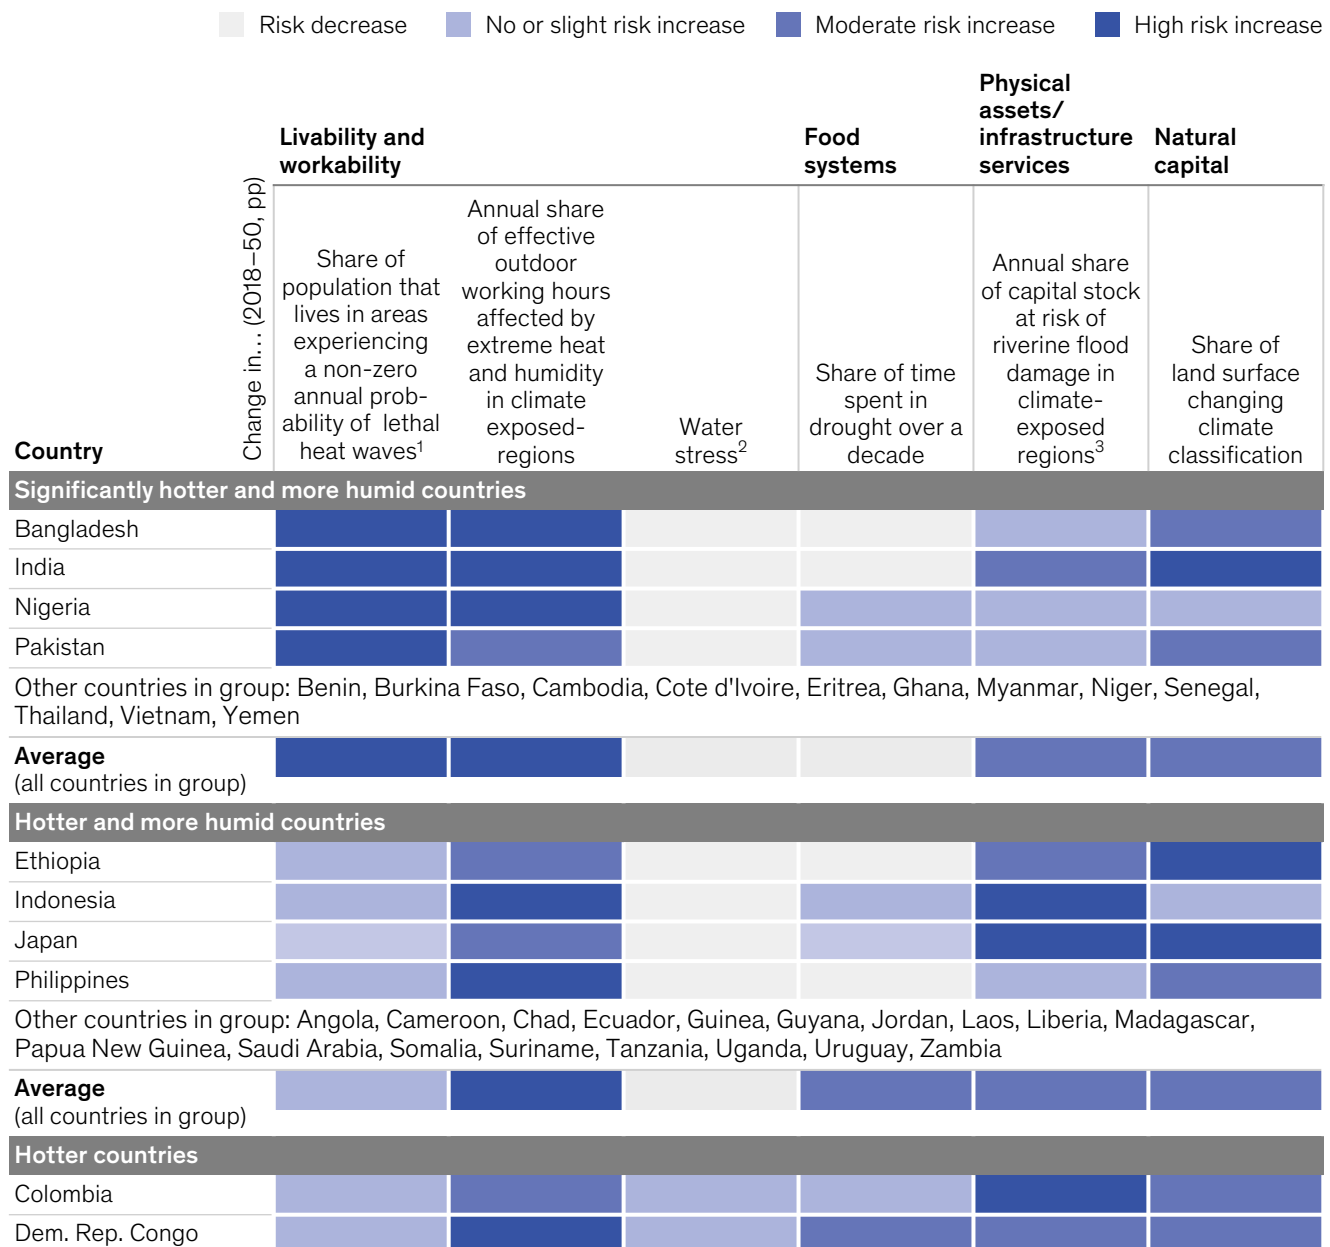 Risk decrease No or slight risk increase Moderate risk increase High risk increase
Livability and
workability
Food
systems
Physical
assets/
infrastructure
services
Natural
capital
Country
Change in… (2018–50, pp)
Share of
population that
lives in areas
experiencing
a non-zero
annual prob-
ability of lethal
heat waves¹
Annual share
of effective
outdoor
working hours
affected by
extreme heat
and humidity
in climate
exposed-
regions
Water
stress²
Share of time
spent in
drought over a
decade
Annual share
of capital stock
at risk of
riverine flood
damage in
climate-
exposed
regions³
Share of
land surface
changing
climate
classification
Significantly hotter and more humid countries
Bangladesh
India
Nigeria
Pakistan
Other countries in group: Benin, Burkina Faso, Cambodia, Cote d'Ivoire, Eritrea, Ghana, Myanmar, Niger, Senegal,
Thailand, Vietnam, Yemen
Average
(all countries in group)
Hotter and more humid countries
Ethiopia
Indonesia
Japan
Philippines
Other countries in group: Angola, Cameroon, Chad, Ecuador, Guinea, Guyana, Jordan, Laos, Liberia, Madagascar,
Papua New Guinea, Saudi Arabia, Somalia, Suriname, Tanzania, Uganda, Uruguay, Zambia
Average
(all countries in group)
Hotter countries
Colombia
Dem. Rep. Congo